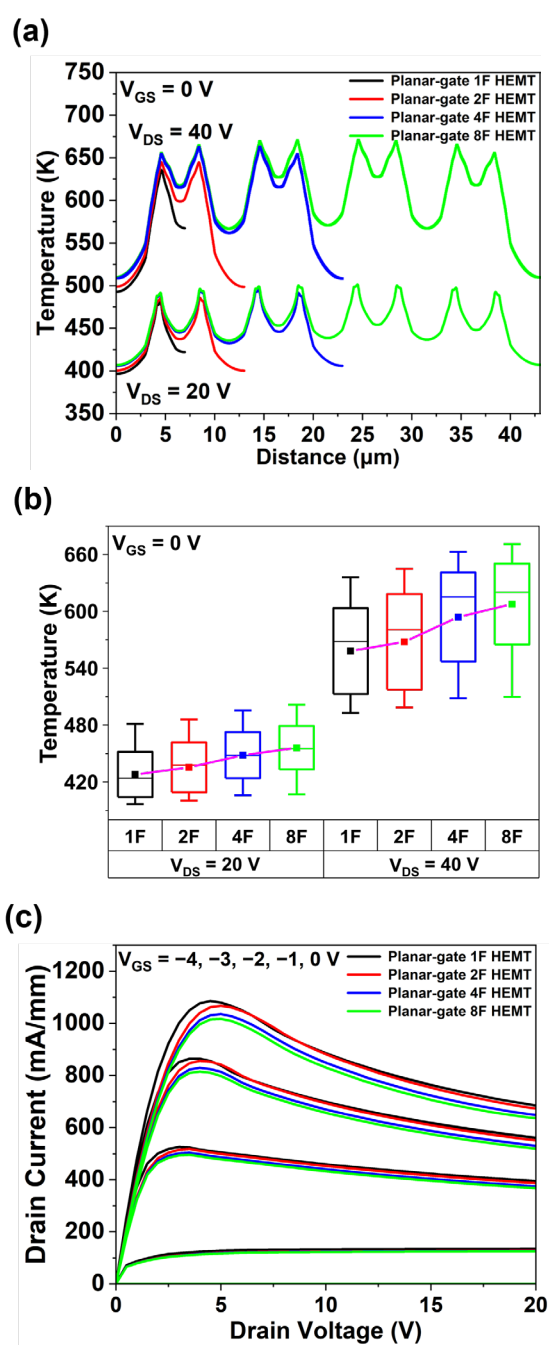 (a)
750
700
650
600
550
500
450
400
350
Temperature (K)
V_GS = 0 V
V_DS = 40 V
V_DS = 20 V
Planar-gate 1F HEMT
Planar-gate 2F HEMT
Planar-gate 4F HEMT
Planar-gate 8F HEMT
0 5 10 15 20 25 30 35 40
Distance (μm)
(b)
V_GS = 0 V
660
600
540
480
420
Temperature (K)
1F 2F 4F 8F 1F 2F 4F 8F
V_DS = 20 V V_DS = 40 V
(c)
V_GS = −4, −3, −2, −1, 0 V
Planar-gate 1F HEMT
Planar-gate 2F HEMT
Planar-gate 4F HEMT
Planar-gate 8F HEMT
1200
1000
800
600
400
200
0
Drain Current (mA/mm)
0 5 10 15 20
Drain Voltage (V)